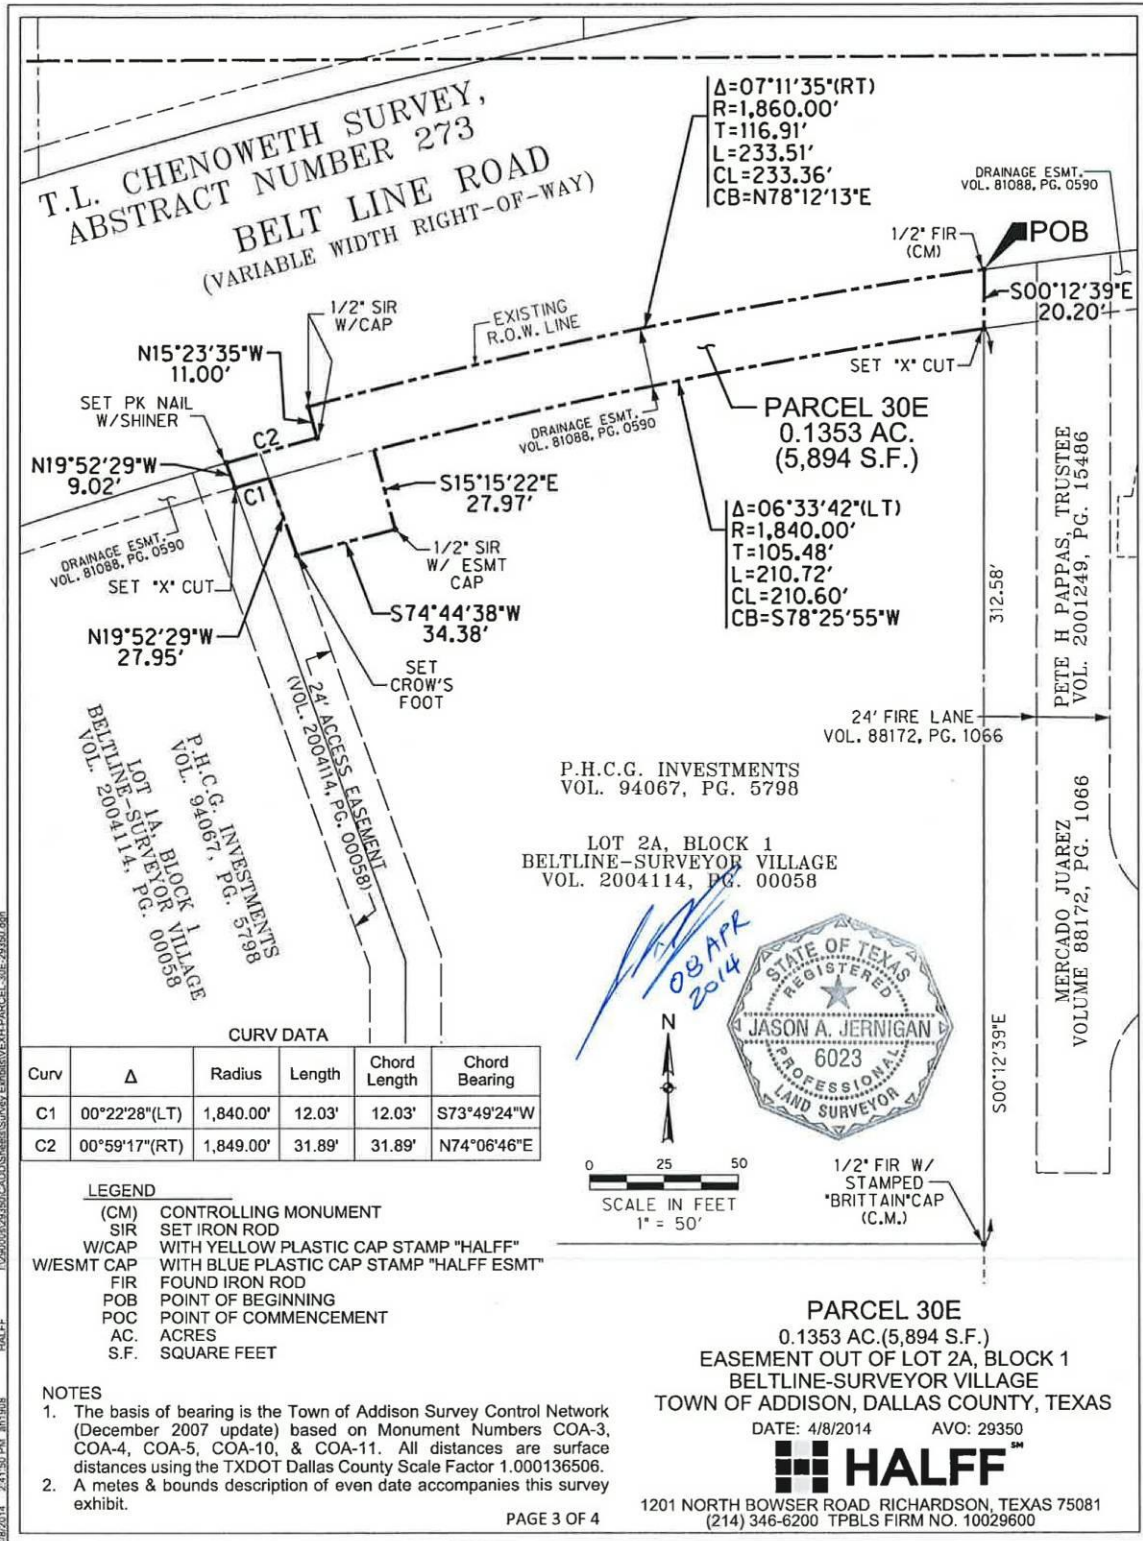 T.L. CHENOWETH SURVEY,
ABSTRACT NUMBER 273
BELT LINE ROAD
(VARIABLE WIDTH RIGHT-OF-WAY)
Δ=07°11'35"(RT)
R=1,860.00'
T=116.91'
L=233.51'
CL=233.36'
CB=N78°12'13"E
DRAINAGE ESMT.
VOL. 81088, PG. 0590
1/2" FIR
(CM)
POB
S00°12'39"E
20.20'
SET "X" CUT
1/2" SIR
W/CAP
EXISTING
R.O.W. LINE
N15°23'35"W
11.00'
SET PK NAIL
W/SHINER
C2
N19°52'29"W
9.02'
C1
DRAINAGE ESMT.
VOL. 81088, PG. 0590
PARCEL 30E
0.1353 AC.
(5,894 S.F.)
S15°15'22"E
27.97'
DRAINAGE ESMT.
VOL. 81088, PG. 0590
SET "X" CUT
1/2" SIR
W/ ESMT
CAP
Δ=06°33'42"(LT)
R=1,840.00'
T=105.48'
L=210.72'
CL=210.60'
CB=S78°25'55"W
N19°52'29"W
27.95'
S74°44'38"W
34.38'
SET
CROW'S
FOOT
312.58'
PETE H PAPPAS, TRUSTEE
VOL. 2001249, PG. 15486
24' ACCESS EASEMENT
(VOL. 2004114, PG. 00058)
24' FIRE LANE
VOL. 88172, PG. 1066
P.H.C.G. INVESTMENTS
VOL. 94067, PG. 5798
LOT 1A, BLOCK 1
BELTLINE-SURVEYOR VILLAGE
VOL. 2004114, PG. 00058
P.H.C.G. INVESTMENTS
VOL. 94067, PG. 5798
LOT 2A, BLOCK 1
BELTLINE-SURVEYOR VILLAGE
VOL. 2004114, PG. 00058
MERCADO JUAREZ
VOLUME 88172, PG. 1066
08 APR
2014
STATE OF TEXAS
REGISTERED
JASON A. JERNIGAN
6023
PROFESSIONAL
LAND SURVEYOR
S00°12'39"E
N
0 25 50
SCALE IN FEET
1" = 50'
1/2" FIR W/
STAMPED
"BRITTAIN"CAP
(C.M.)
CURV DATA
Curv Δ Radius Length Chord Length Chord Bearing
C1 00°22'28"(LT) 1,840.00' 12.03' 12.03' S73°49'24"W
C2 00°59'17"(RT) 1,849.00' 31.89' 31.89' N74°06'46"E
LEGEND
(CM) CONTROLLING MONUMENT
SIR SET IRON ROD
W/CAP WITH YELLOW PLASTIC CAP STAMP "HALFF"
W/ESMT CAP WITH BLUE PLASTIC CAP STAMP "HALFF ESMT"
FIR FOUND IRON ROD
POB POINT OF BEGINNING
POC POINT OF COMMENCEMENT
AC. ACRES
S.F. SQUARE FEET
NOTES
1. The basis of bearing is the Town of Addison Survey Control Network
(December 2007 update) based on Monument Numbers COA-3,
COA-4, COA-5, COA-10, & COA-11. All distances are surface
distances using the TXDOT Dallas County Scale Factor 1.000136506.
2. A metes & bounds description of even date accompanies this survey
exhibit.
PAGE 3 OF 4
PARCEL 30E
0.1353 AC.(5,894 S.F.)
EASEMENT OUT OF LOT 2A, BLOCK 1
BELTLINE-SURVEYOR VILLAGE
TOWN OF ADDISON, DALLAS COUNTY, TEXAS
DATE: 4/8/2014 AVO: 29350
HALFF SM
1201 NORTH BOWSER ROAD RICHARDSON, TEXAS 75081
(214) 346-6200 TPBLS FIRM NO. 10029600
HALFF
2:41:50 PM